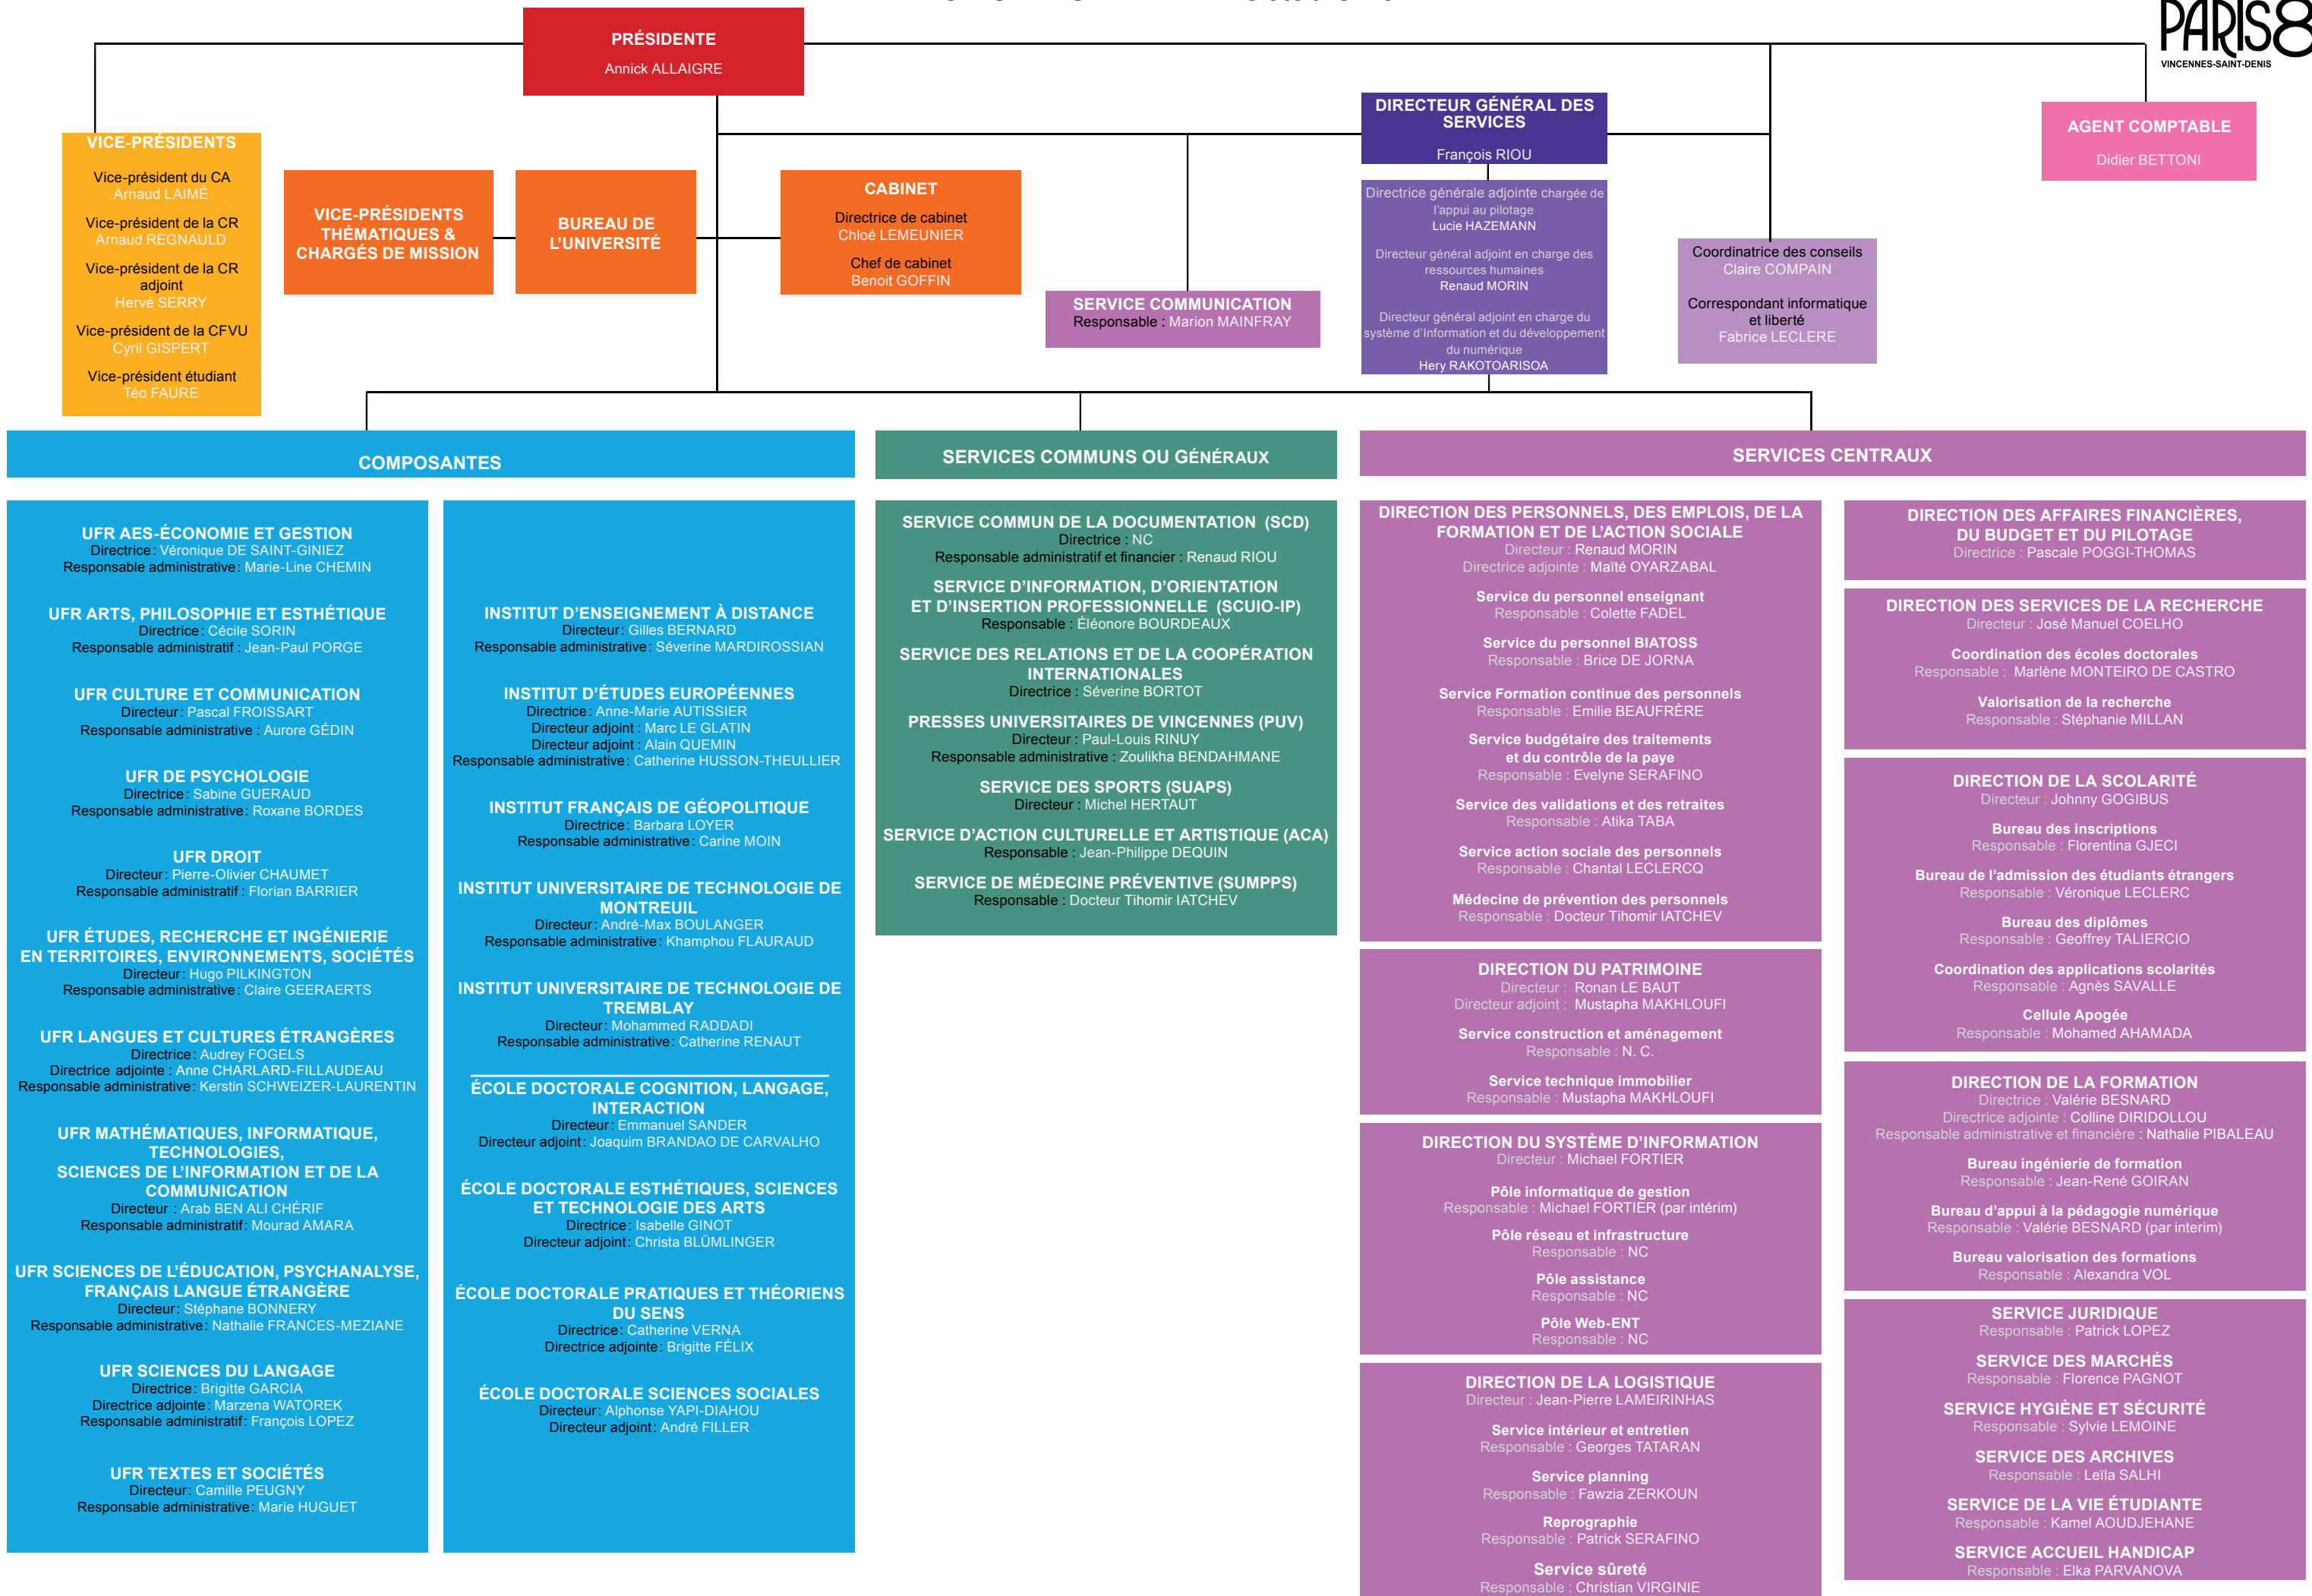 PARIS8
VINCENNES-SAINT-DENIS
PRÉSIDENTE
Annick ALLAIGRE
VICE-PRÉSIDENTS
Vice-président du CA
Arnaud LAIMÉ
Vice-président de la CR
Arnaud REGNAULD
Vice-président de la CR
adjoint
Hervé SERRY
Vice-président de la CFVU
Cyril GISPERT
Vice-président étudiant
Téo FAURE
VICE-PRÉSIDENTS
THÉMATIQUES &
CHARGÉS DE MISSION
BUREAU DE
L'UNIVERSITÉ
CABINET
Directrice de cabinet
Chloé LEMEUNIER
Chef de cabinet
Benoit GOFFIN
SERVICE COMMUNICATION
Responsable : Marion MAINFRAY
DIRECTEUR GÉNÉRAL DES
SERVICES
François RIOU
Directrice générale adjointe chargée de
l'appui au pilotage
Lucie HAZEMANN
Directeur général adjoint en charge des
ressources humaines
Renaud MORIN
Directeur général adjoint en charge du
système d'Information et du développement
du numérique
Hery RAKOTOARISOA
Coordinatrice des conseils
Claire COMPAIN
Correspondant informatique
et liberté
Fabrice LECLERE
AGENT COMPTABLE
Didier BETTONI
COMPOSANTES
UFR AES-ÉCONOMIE ET GESTION
Directrice : Véronique DE SAINT-GINIEZ
Responsable administrative : Marie-Line CHEMIN
UFR ARTS, PHILOSOPHIE ET ESTHÉTIQUE
Directrice : Cécile SORIN
Responsable administratif : Jean-Paul PORGE
UFR CULTURE ET COMMUNICATION
Directeur : Pascal FROISSART
Responsable administrative : Aurore GÉDIN
UFR DE PSYCHOLOGIE
Directrice : Sabine GUERAUD
Responsable administrative : Roxane BORDES
UFR DROIT
Directeur : Pierre-Olivier CHAUMET
Responsable administratif : Florian BARRIER
UFR ÉTUDES, RECHERCHE ET INGÉNIERIE
EN TERRITOIRES, ENVIRONNEMENTS, SOCIÉTÉS
Directeur : Hugo PILKINGTON
Responsable administrative : Claire GEERAERTS
UFR LANGUES ET CULTURES ÉTRANGÈRES
Directrice : Audrey FOGELS
Directrice adjointe : Anne CHARLARD-FILLAUDEAU
Responsable administrative : Kerstin SCHWEIZER-LAURENTIN
UFR MATHÉMATIQUES, INFORMATIQUE,
TECHNOLOGIES,
SCIENCES DE L'INFORMATION ET DE LA
COMMUNICATION
Directeur : Arab BEN ALI CHÉRIF
Responsable administratif : Mourad AMARA
UFR SCIENCES DE L'ÉDUCATION, PSYCHANALYSE,
FRANÇAIS LANGUE ÉTRANGÈRE
Directeur : Stéphane BONNERY
Responsable administrative : Nathalie FRANCES-MEZIANE
UFR SCIENCES DU LANGAGE
Directrice : Brigitte GARCIA
Directrice adjointe : Marzena WATOREK
Responsable administratif : François LOPEZ
UFR TEXTES ET SOCIÉTÉS
Directeur : Camille PEUGNY
Responsable administrative : Marie HUGUET
INSTITUT D'ENSEIGNEMENT À DISTANCE
Directeur : Gilles BERNARD
Responsable administrative : Séverine MARDIROSSIAN
INSTITUT D'ÉTUDES EUROPÉENNES
Directrice : Anne-Marie AUTISSIER
Directeur adjoint : Marc LE GLATIN
Directeur adjoint : Alain QUEMIN
Responsable administrative : Catherine HUSSON-THEULLIER
INSTITUT FRANÇAIS DE GÉOPOLITIQUE
Directrice : Barbara LOYER
Responsable administrative : Carine MOIN
INSTITUT UNIVERSITAIRE DE TECHNOLOGIE DE
MONTREUIL
Directeur : André-Max BOULANGER
Responsable administrative : Khamphou FLAURAUD
INSTITUT UNIVERSITAIRE DE TECHNOLOGIE DE
TREMBLAY
Directeur : Mohammed RADDADI
Responsable administrative : Catherine RENAUT
ÉCOLE DOCTORALE COGNITION, LANGAGE,
INTERACTION
Directeur : Emmanuel SANDER
Directeur adjoint : Joaquim BRANDAO DE CARVALHO
ÉCOLE DOCTORALE ESTHÉTIQUES, SCIENCES
ET TECHNOLOGIE DES ARTS
Directrice : Isabelle GINOT
Directeur adjoint : Christa BLÜMLINGER
ÉCOLE DOCTORALE PRATIQUES ET THÉORIENS
DU SENS
Directrice : Catherine VERNA
Directrice adjointe : Brigitte FÉLIX
ÉCOLE DOCTORALE SCIENCES SOCIALES
Directeur : Alphonse YAPI-DIAHOU
Directeur adjoint : André FILLER
SERVICES COMMUNS OU GÉNÉRAUX
SERVICE COMMUN DE LA DOCUMENTATION (SCD)
Directrice : NC
Responsable administratif et financier : Renaud RIOU
SERVICE D'INFORMATION, D'ORIENTATION
ET D'INSERTION PROFESSIONNELLE (SCUIO-IP)
Responsable : Éléonore BOURDEAUX
SERVICE DES RELATIONS ET DE LA COOPÉRATION
INTERNATIONALES
Directrice : Séverine BORTOT
PRESSES UNIVERSITAIRES DE VINCENNES (PUV)
Directeur : Paul-Louis RINUY
Responsable administrative : Zoulikha BENDAHMANE
SERVICE DES SPORTS (SUAPS)
Directeur : Michel HERTAUT
SERVICE D'ACTION CULTURELLE ET ARTISTIQUE (ACA)
Responsable : Jean-Philippe DEQUIN
SERVICE DE MÉDECINE PRÉVENTIVE (SUMPPS)
Responsable : Docteur Tihomir IATCHEV
SERVICES CENTRAUX
DIRECTION DES PERSONNELS, DES EMPLOIS, DE LA
FORMATION ET DE L'ACTION SOCIALE
Directeur : Renaud MORIN
Directrice adjointe : Maïté OYARZABAL
Service du personnel enseignant
Responsable : Colette FADEL
Service du personnel BIATOSS
Responsable : Brice DE JORNA
Service Formation continue des personnels
Responsable : Emilie BEAUFRÈRE
Service budgétaire des traitements
et du contrôle de la paye
Responsable : Evelyne SERAFINO
Service des validations et des retraites
Responsable : Atika TABA
Service action sociale des personnels
Responsable : Chantal LECLERCQ
Médecine de prévention des personnels
Responsable : Docteur Tihomir IATCHEV
DIRECTION DU PATRIMOINE
Directeur : Ronan LE BAUT
Directeur adjoint : Mustapha MAKHLOUFI
Service construction et aménagement
Responsable : N. C.
Service technique immobilier
Responsable : Mustapha MAKHLOUFI
DIRECTION DU SYSTÈME D'INFORMATION
Directeur : Michael FORTIER
Pôle informatique de gestion
Responsable : Michael FORTIER (par intérim)
Pôle réseau et infrastructure
Responsable : NC
Pôle assistance
Responsable : NC
Pôle Web-ENT
Responsable : NC
DIRECTION DE LA LOGISTIQUE
Directeur : Jean-Pierre LAMEIRINHAS
Service intérieur et entretien
Responsable : Georges TATARAN
Service planning
Responsable : Fawzia ZERKOUN
Reprographie
Responsable : Patrick SERAFINO
Service sûreté
Responsable : Christian VIRGINIE
DIRECTION DES AFFAIRES FINANCIÈRES,
DU BUDGET ET DU PILOTAGE
Directrice : Pascale POGGI-THOMAS
DIRECTION DES SERVICES DE LA RECHERCHE
Directeur : José Manuel COELHO
Coordination des écoles doctorales
Responsable : Marlène MONTEIRO DE CASTRO
Valorisation de la recherche
Responsable : Stéphanie MILLAN
DIRECTION DE LA SCOLARITÉ
Directeur : Johnny GOGIBUS
Bureau des inscriptions
Responsable : Florentina GJECI
Bureau de l'admission des étudiants étrangers
Responsable : Véronique LECLERC
Bureau des diplômes
Responsable : Geoffrey TALIERCIO
Coordination des applications scolarités
Responsable : Agnès SAVALLE
Cellule Apogée
Responsable : Mohamed AHAMADA
DIRECTION DE LA FORMATION
Directrice : Valérie BESNARD
Directrice adjointe : Colline DIRIDOLLOU
Responsable administrative et financière : Nathalie PIBALEAU
Bureau ingénierie de formation
Responsable : Jean-René GOIRAN
Bureau d'appui à la pédagogie numérique
Responsable : Valérie BESNARD (par interim)
Bureau valorisation des formations
Responsable : Alexandra VOL
SERVICE JURIDIQUE
Responsable : Patrick LOPEZ
SERVICE DES MARCHÉS
Responsable : Florence PAGNOT
SERVICE HYGIÈNE ET SÉCURITÉ
Responsable : Sylvie LEMOINE
SERVICE DES ARCHIVES
Responsable : Leïla SALHI
SERVICE DE LA VIE ÉTUDIANTE
Responsable : Kamel AOUDJEHANE
SERVICE ACCUEIL HANDICAP
Responsable : Elka PARVANOVA